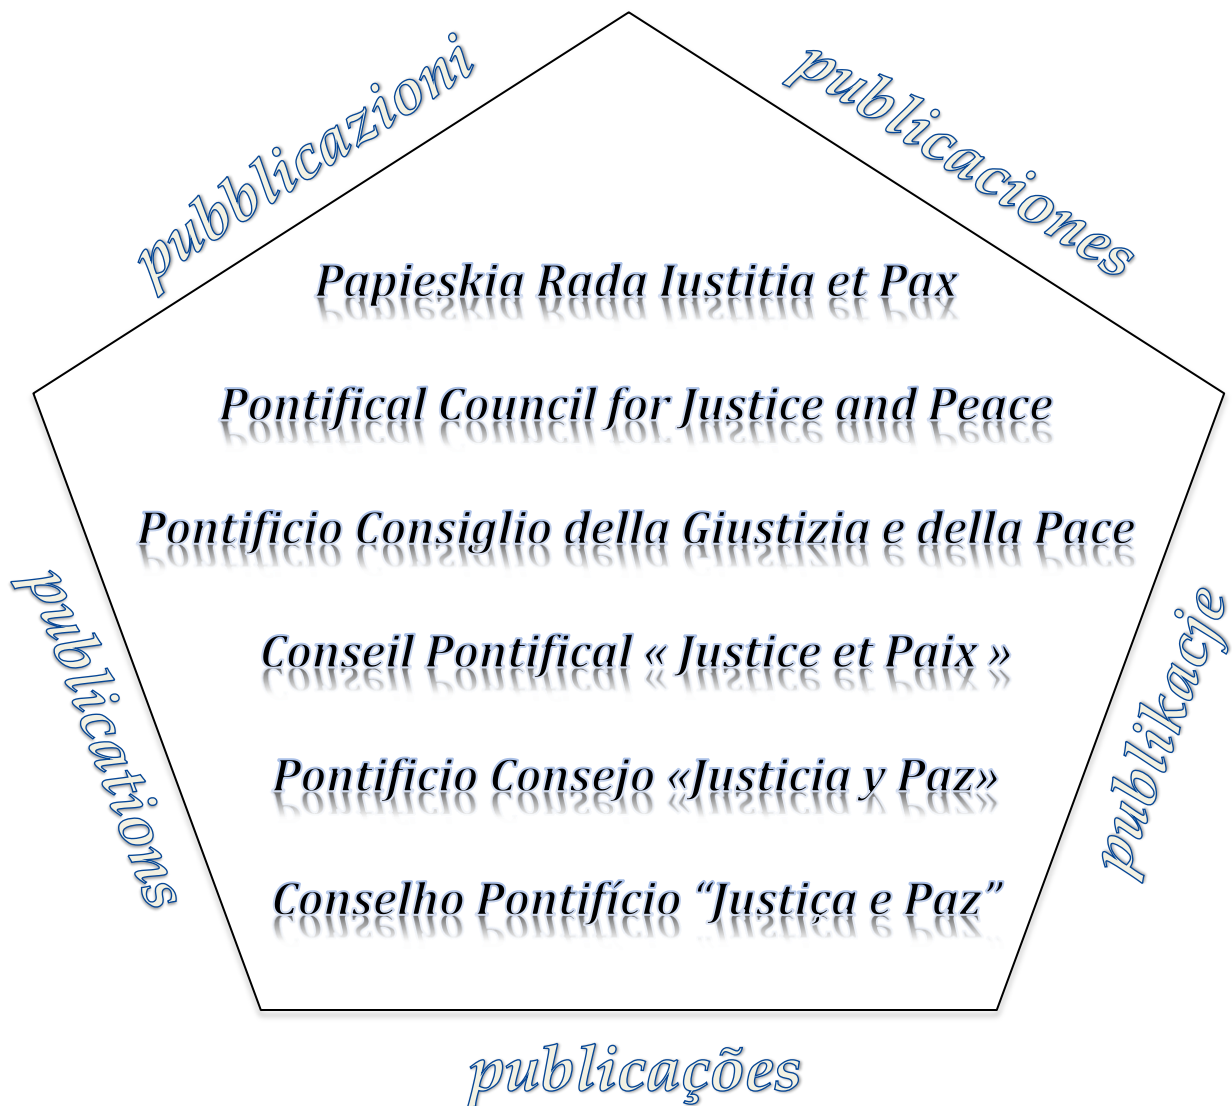 pubblicazioni
publicaciones
Papieskia Rada Iustitia et Pax
Pontifical Council for Justice and Peace
Pontificio Consiglio della Giustizia e della Pace
publications
publikacje
Conseil Pontifical « Justice et Paix »
Pontificio Consejo «Justicia y Paz»
Conselho Pontifício “Justiça e Paz”
publicações